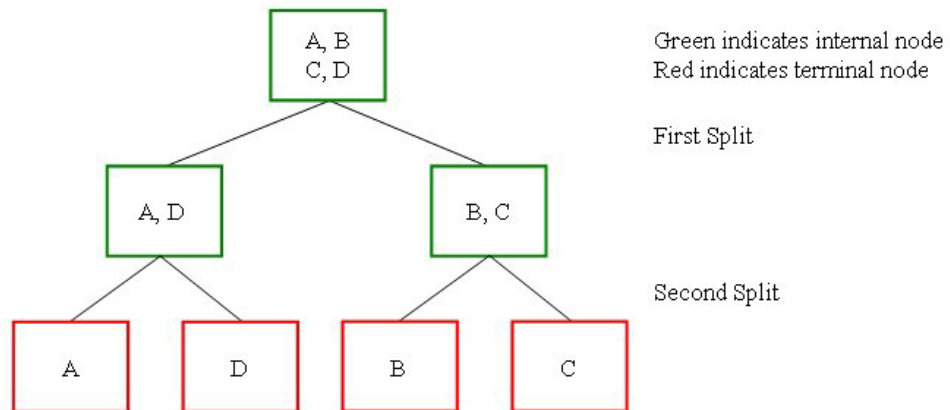 A, B
C, D
Green indicates internal node
Red indicates terminal node
First Split
A, D
B, C
Second Split
A
D
B
C